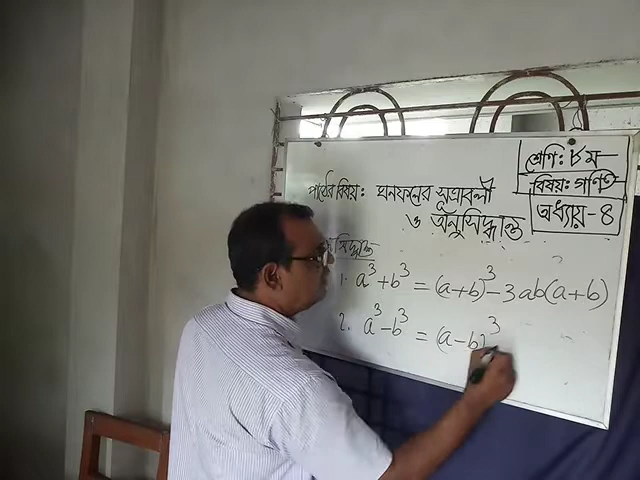 শ্রেণি: ৮ম
বিষয়: গণিত
অধ্যায়-৪
পাঠের বিষয়: ঘনফলের সূত্রাবলী
ও অনুসিদ্ধান্ত
সিদ্ধান্ত
1. a³+b³ = (a+b)³-3ab(a+b)
2. a³-b³ = (a-b)³